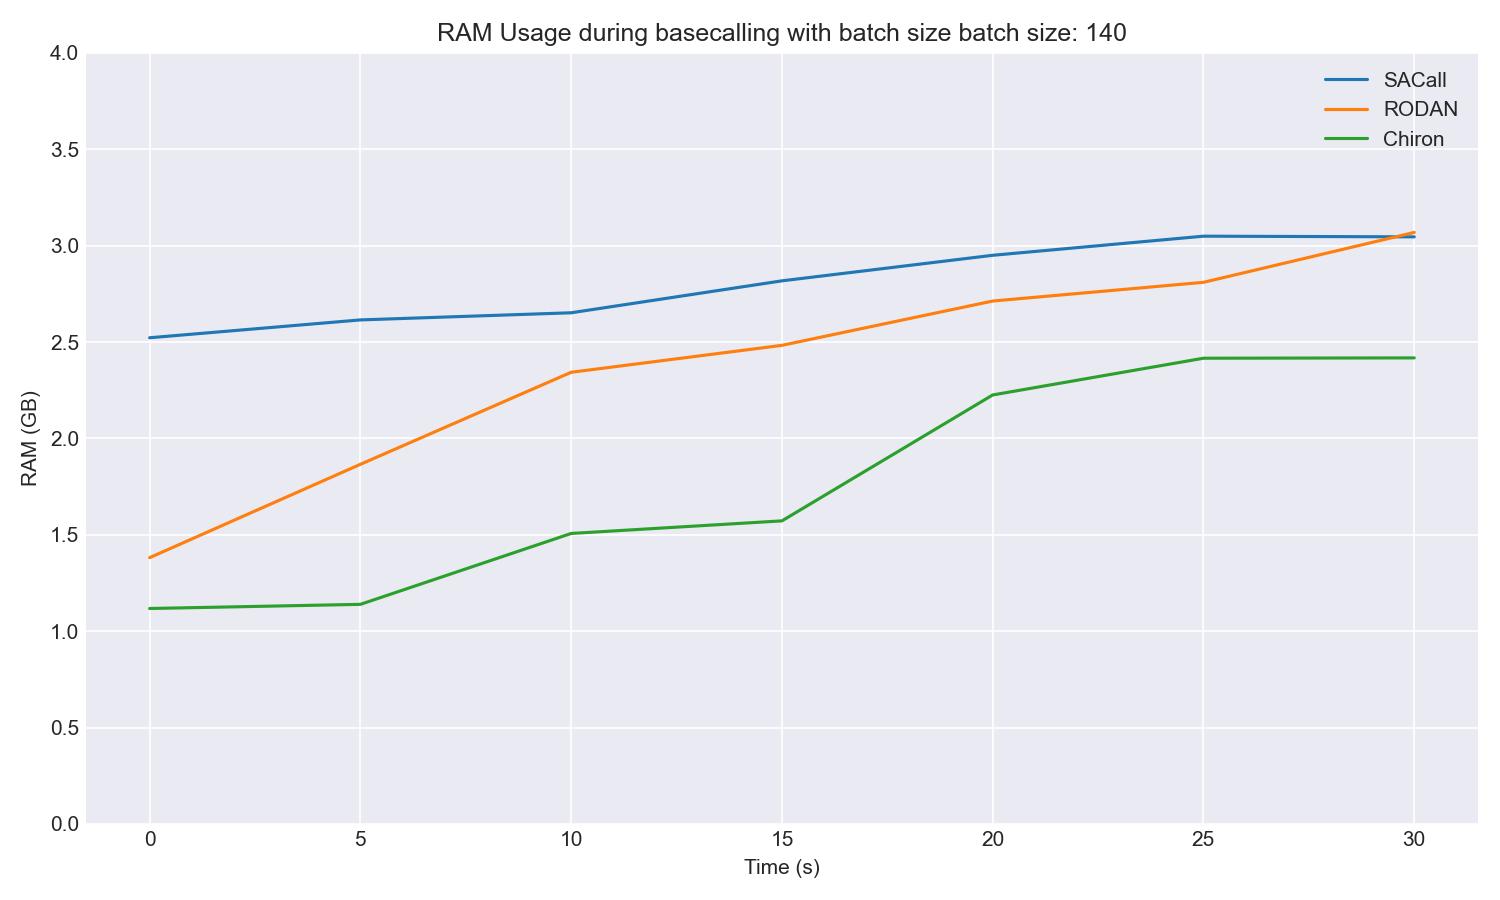 RAM Usage during basecalling with batch size batch size: 140
4.0
3.5
3.0
2.5
2.0
1.5
1.0
0.5
0.0
RAM (GB)
SACall
RODAN
Chiron
0 5 10 15 20 25 30
Time (s)